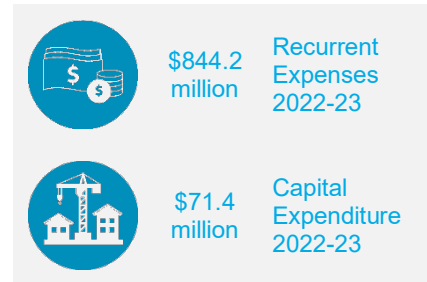 $
$
$844.2
million
Recurrent
Expenses
2022-23
$71.4
million
Capital
Expenditure
2022-23